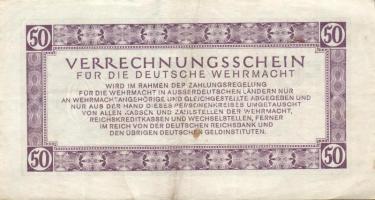 50 50
VERRECHNUNGSSCHEIN
FÜR DIE DEUTSCHE WEHRMACHT
WIRD IM RAHMEN DER ZAHLUNGSREGELUNG
FÜR DIE WEHRMACHT IN AUSSERDEUTSCHEN LÄNDERN NUR
AN WEHRMACHTANGEHÖRIGE UND GLEICHGESTELLTE ABGEGEBEN UND
NUR AUS DER HAND DIESES PERSONENKREISES UMGETAUSCHT
VON ALLEN KASSEN UND ZAHLSTELLEN DER WEHRMACHT,
REICHSKREDITKASSEN UND WECHSELSTELLEN, FERNER
IM REICH VON DER DEUTSCHEN REICHSBANK UND
DEN ÜBRIGEN DEUTSCHEN GELDINSTITUTEN.
50 50